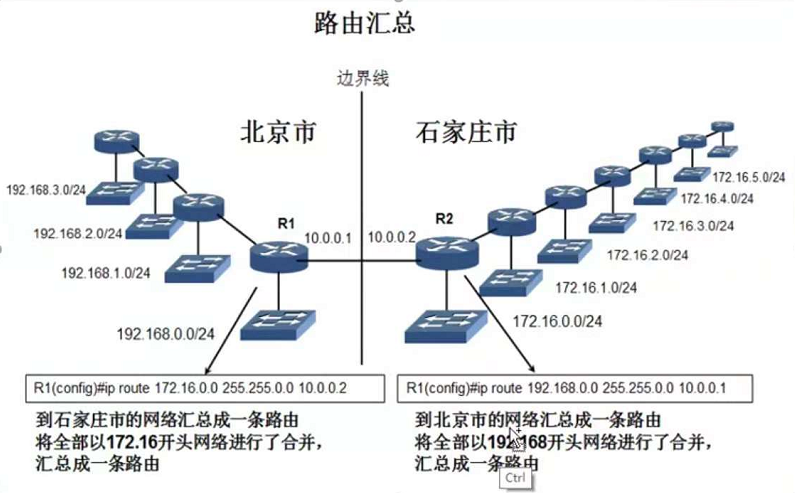 路由汇总
边界线
北京市
石家庄市
192.168.3.0/24
192.168.2.0/24
192.168.1.0/24
192.168.0.0/24
R1
10.0.0.1
10.0.0.2
R2
172.16.5.0/24
172.16.4.0/24
172.16.3.0/24
172.16.2.0/24
172.16.1.0/24
172.16.0.0/24
R1(config)#ip route 172.16.0.0 255.255.0.0 10.0.0.2
到石家庄市的网络汇总成一条路由
将全部以172.16开头网络进行了合并，
汇总成一条路由
R1(config)#ip route 192.168.0.0 255.255.0.0 10.0.0.1
到北京市的网络汇总成一条路由
将全部以192.168开头网络进行了合并，
汇总成一条路由
Ctrl